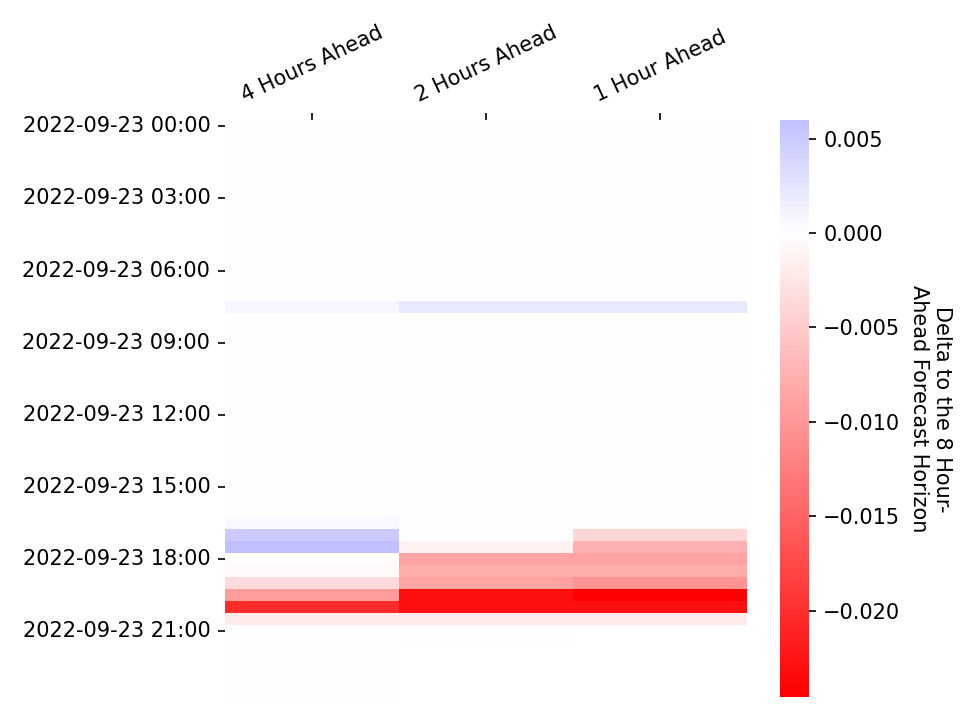 4 Hours Ahead
2 Hours Ahead
1 Hour Ahead
2022-09-23 00:00
2022-09-23 03:00
2022-09-23 06:00
2022-09-23 09:00
2022-09-23 12:00
2022-09-23 15:00
2022-09-23 18:00
2022-09-23 21:00
0.005
0.000
−0.005
−0.010
−0.015
−0.020
Delta to the 8 Hour-
Ahead Forecast Horizon